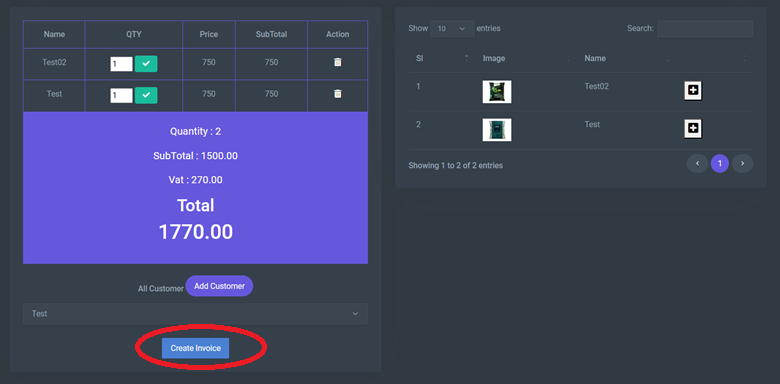 Name QTY Price SubTotal Action
Test02 1 750 750
Test 1 750 750
Quantity : 2
SubTotal : 1500.00
Vat : 270.00
Total
1770.00
All Customer Add Customer
Test
Create Invoice
Show 10 entries Search:
Sl Image Name
1 Test02
2 Test
Showing 1 to 2 of 2 entries 1